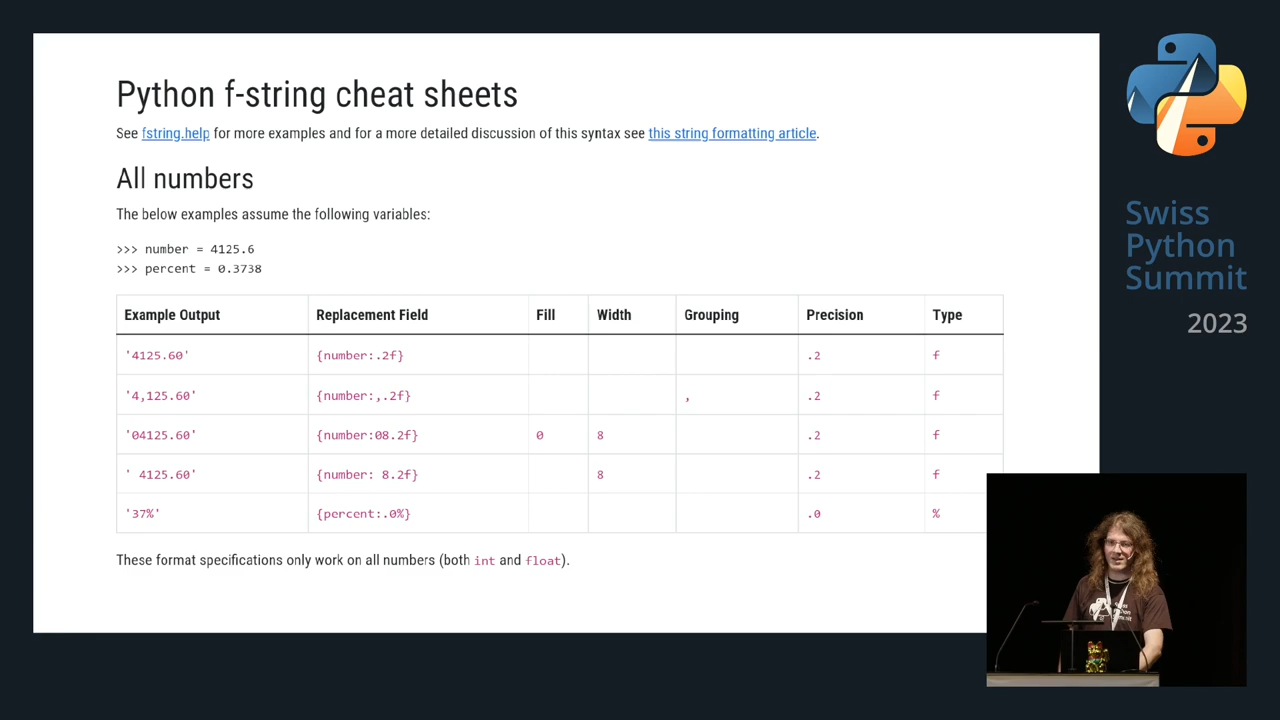 Python f-string cheat sheets
See fstring.help for more examples and for a more detailed discussion of this syntax see this string formatting article.
All numbers
The below examples assume the following variables:
>>> number = 4125.6
>>> percent = 0.3738
Example Output Replacement Field Fill Width Grouping Precision Type
'4125.60' {number:.2f} .2 f
'4,125.60' {number:,.2f} , .2 f
'04125.60' {number:08.2f} 0 8 .2 f
' 4125.60' {number: 8.2f} 8 .2 f
'37%' {percent:.0%} .0 %
These format specifications only work on all numbers (both int and float).
Swiss
Python
Summit
2023